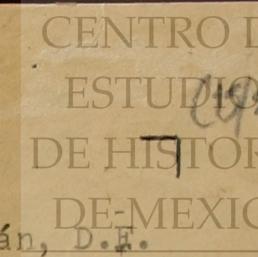 CENTRO D
ESTUDIO
DE HISTOR
DE-MEXIC
án, D.F.